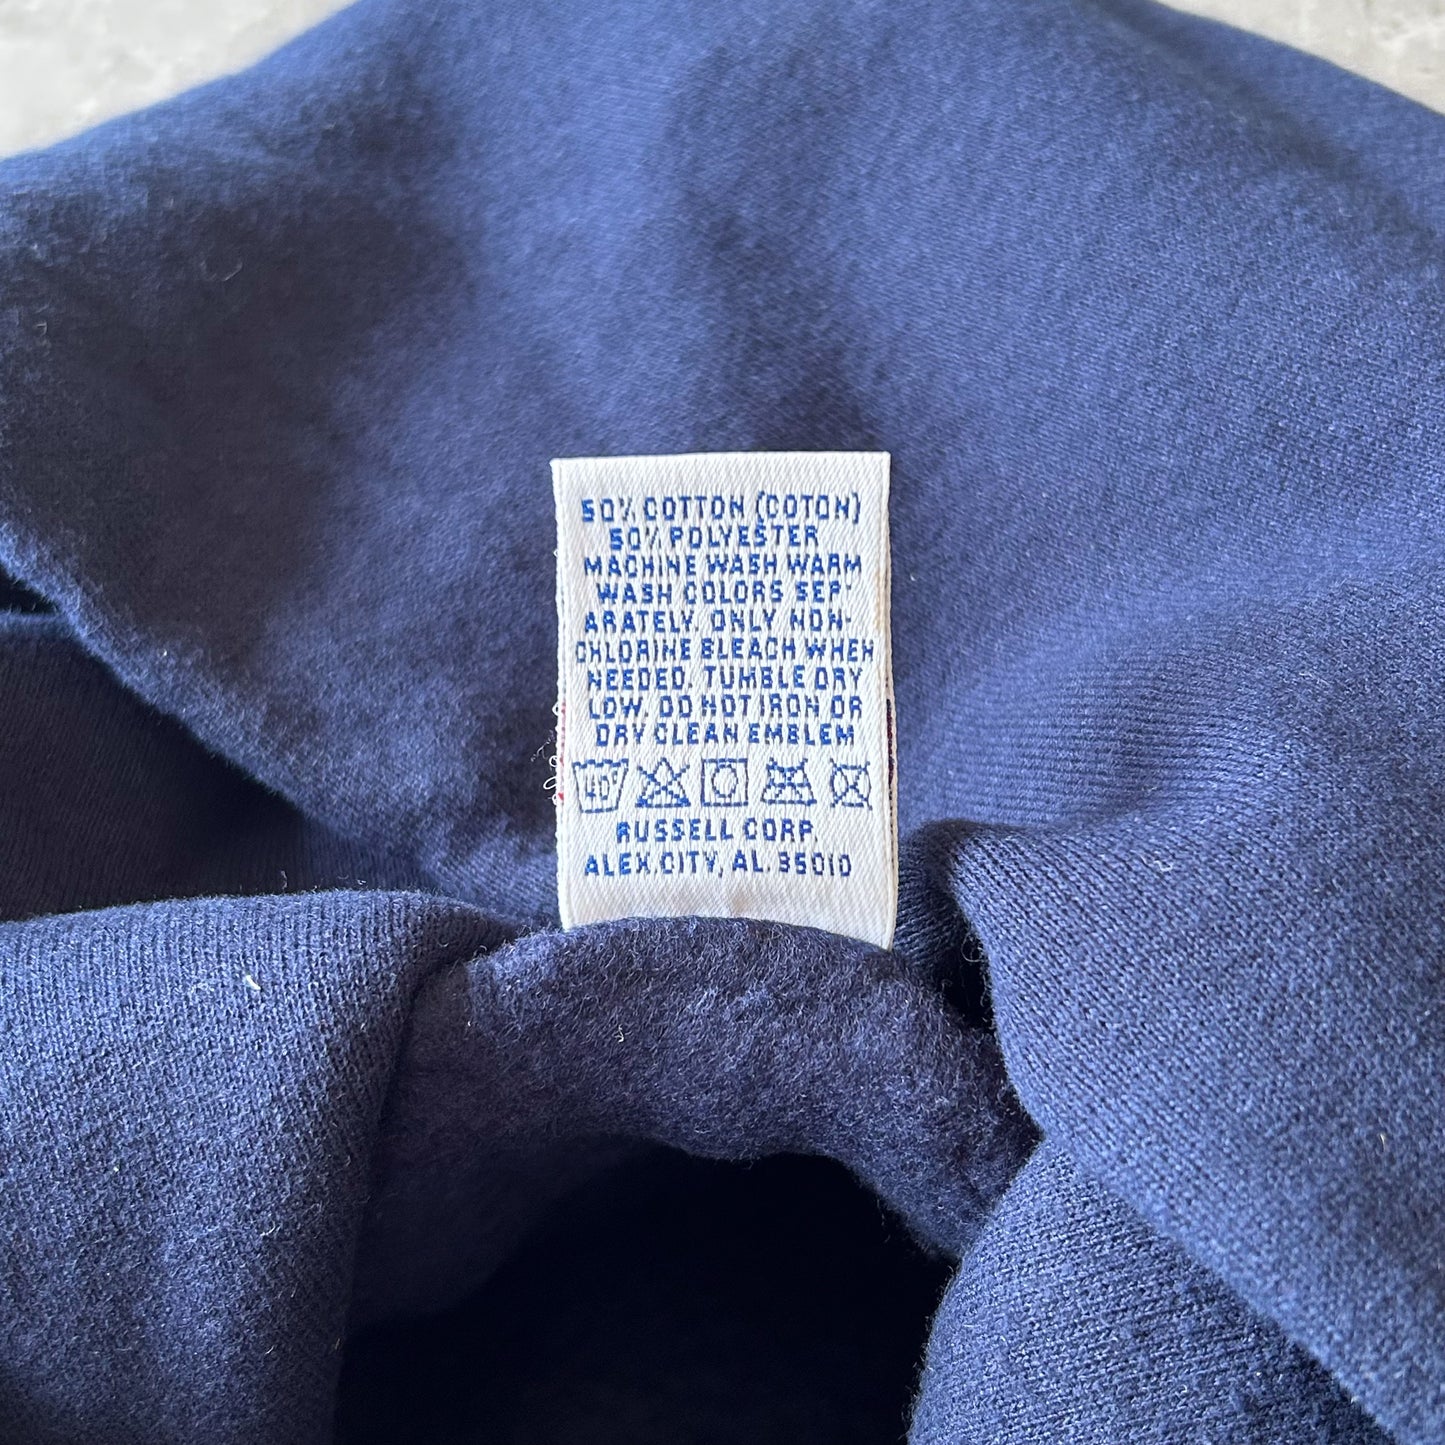 50% COTTON (COTON)
50% POLYESTER
MACHINE WASH WARM
WASH COLORS SEP-
ARATELY. ONLY NON-
CHLORINE BLEACH WHEN
NEEDED. TUMBLE DRY
LOW. DO NOT IRON OR
DRY CLEAN EMBLEM
40°
RUSSELL CORP.
ALEX.CITY, AL. 35010